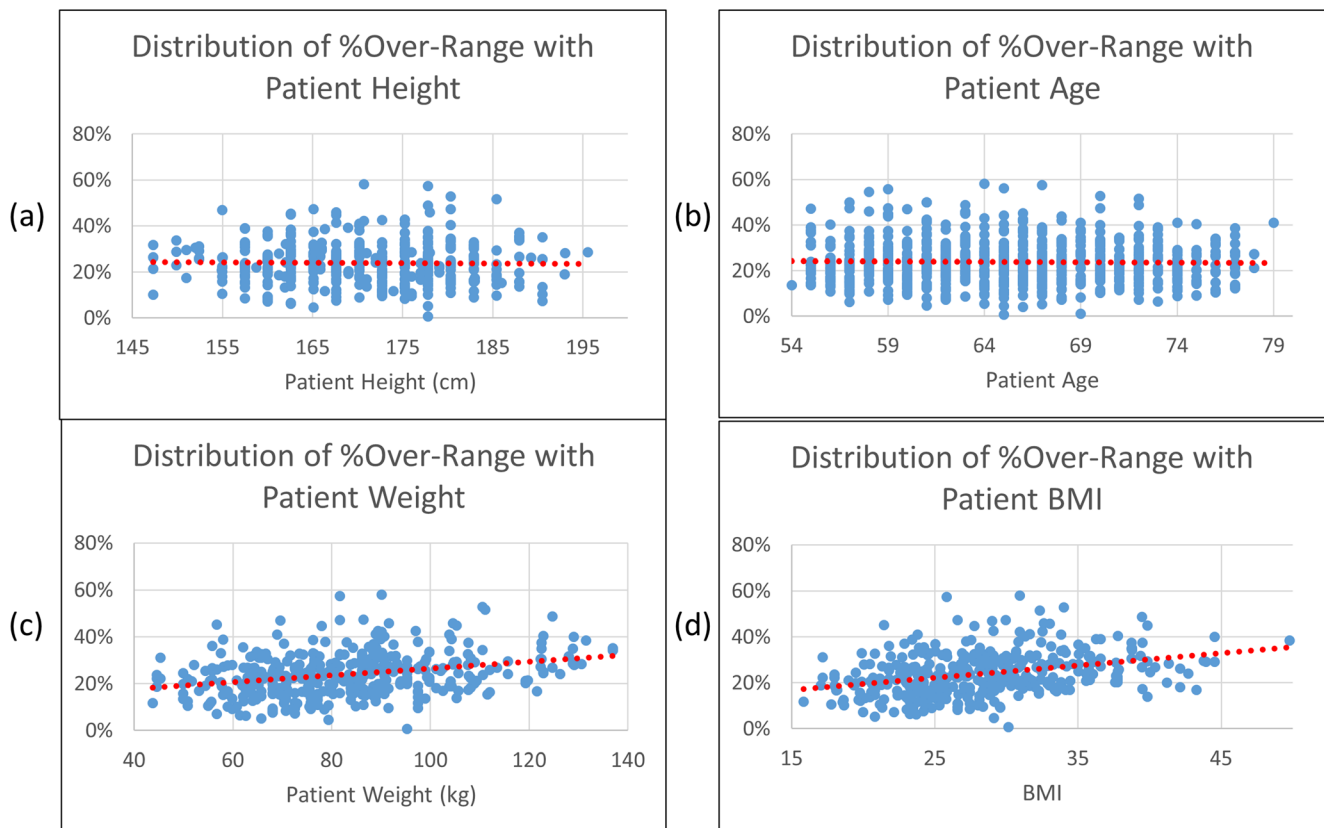 (a)
Distribution of %Over-Range with
Patient Height
80%
60%
40%
20%
0%
145 155 165 175 185 195
Patient Height (cm)
(b)
Distribution of %Over-Range with
Patient Age
80%
60%
40%
20%
0%
54 59 64 69 74 79
Patient Age
(c)
Distribution of %Over-Range with
Patient Weight
80%
60%
40%
20%
0%
40 60 80 100 120 140
Patient Weight (kg)
(d)
Distribution of %Over-Range with
Patient BMI
80%
60%
40%
20%
0%
15 25 35 45
BMI